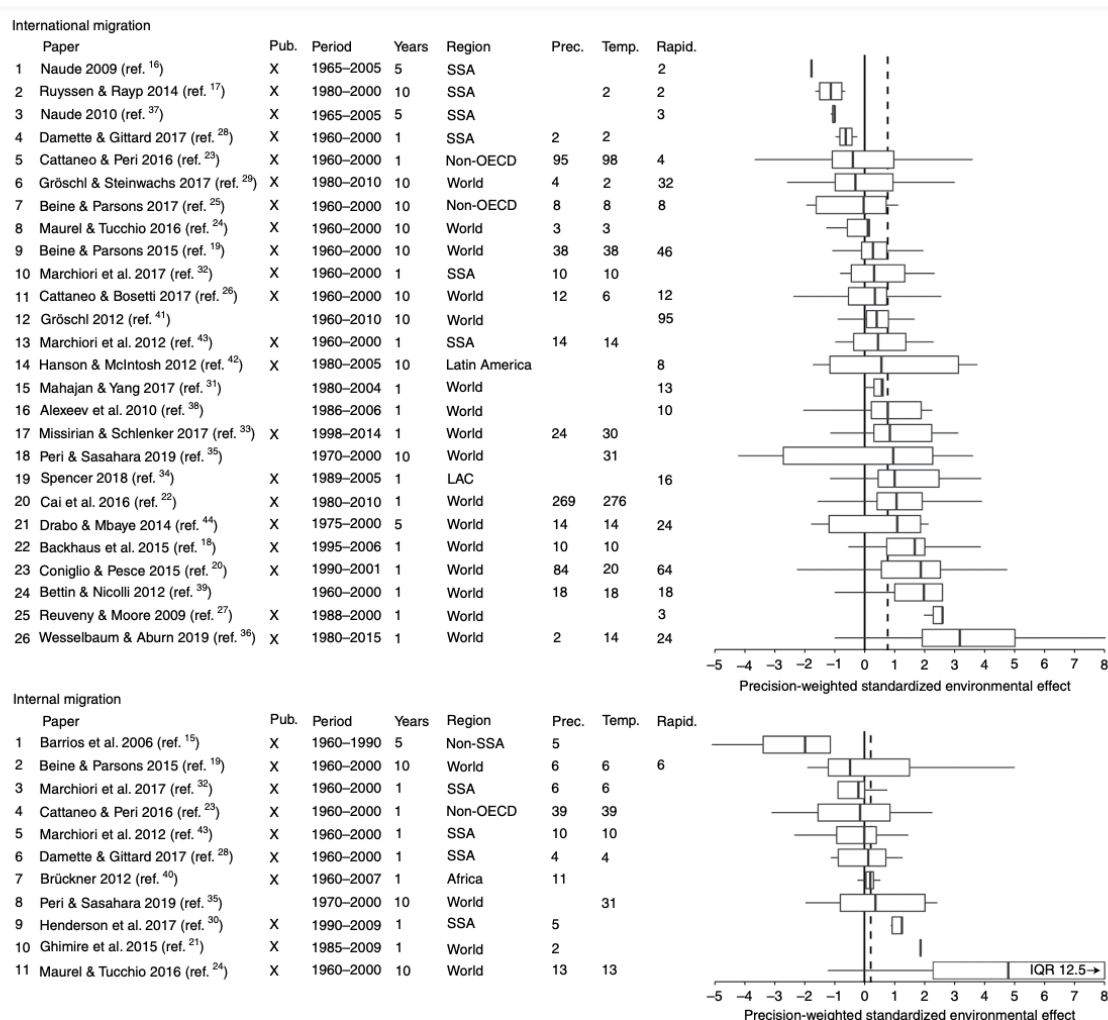 International migration
Paper Pub. Period Years Region Prec. Temp. Rapid.
1 Naude 2009 (ref. 16) X 1965–2005 5 SSA 2
2 Ruyssen & Rayp 2014 (ref. 17) X 1980–2000 10 SSA 2 2
3 Naude 2010 (ref. 37) X 1965–2005 5 SSA 3
4 Damette & Gittard 2017 (ref. 28) X 1960–2000 1 SSA 2 2
5 Cattaneo & Peri 2016 (ref. 23) X 1960–2000 1 Non-OECD 95 98 4
6 Gröschl & Steinwachs 2017 (ref. 29) X 1980–2010 10 World 4 2 32
7 Beine & Parsons 2017 (ref. 25) X 1960–2000 10 Non-OECD 8 8 8
8 Maurel & Tucchio 2016 (ref. 24) X 1960–2000 10 World 3 3
9 Beine & Parsons 2015 (ref. 19) X 1960–2000 10 World 38 38 46
10 Marchiori et al. 2017 (ref. 32) X 1960–2000 1 SSA 10 10
11 Cattaneo & Bosetti 2017 (ref. 26) X 1960–2000 10 World 12 6 12
12 Gröschl 2012 (ref. 41) 1960–2010 10 World 95
13 Marchiori et al. 2012 (ref. 43) X 1960–2000 1 SSA 14 14
14 Hanson & McIntosh 2012 (ref. 42) X 1980–2005 10 Latin America 8
15 Mahajan & Yang 2017 (ref. 31) 1980–2004 1 World 13
16 Alexeev et al. 2010 (ref. 38) 1986–2006 1 World 10
17 Missirian & Schlenker 2017 (ref. 33) X 1998–2014 1 World 24 30
18 Peri & Sasahara 2019 (ref. 35) 1970–2000 10 World 31
19 Spencer 2018 (ref. 34) X 1989–2005 1 LAC 16
20 Cai et al. 2016 (ref. 22) X 1980–2010 1 World 269 276
21 Drabo & Mbaye 2014 (ref. 44) X 1975–2000 5 World 14 14 24
22 Backhaus et al. 2015 (ref. 18) X 1995–2006 1 World 10 10
23 Coniglio & Pesce 2015 (ref. 20) X 1990–2001 1 World 84 20 64
24 Bettin & Nicolli 2012 (ref. 39) 1960–2000 1 World 18 18 18
25 Reuveny & Moore 2009 (ref. 27) X 1988–2000 1 World 3
26 Wesselbaum & Aburn 2019 (ref. 36) X 1980–2015 1 World 2 14 24
−5 −4 −3 −2 −1 0 1 2 3 4 5 6 7 8
Precision-weighted standardized environmental effect
Internal migration
Paper Pub. Period Years Region Prec. Temp. Rapid.
1 Barrios et al. 2006 (ref. 15) X 1960–1990 5 Non-SSA 5
2 Beine & Parsons 2015 (ref. 19) X 1960–2000 10 World 6 6 6
3 Marchiori et al. 2017 (ref. 32) X 1960–2000 1 SSA 6 6
4 Cattaneo & Peri 2016 (ref. 23) X 1960–2000 1 Non-OECD 39 39
5 Marchiori et al. 2012 (ref. 43) X 1960–2000 1 SSA 10 10
6 Damette & Gittard 2017 (ref. 28) X 1960–2000 1 SSA 4 4
7 Brückner 2012 (ref. 40) X 1960–2007 1 Africa 11
8 Peri & Sasahara 2019 (ref. 35) 1970–2000 10 World 31
9 Henderson et al. 2017 (ref. 30) X 1990–2009 1 SSA 5
10 Ghimire et al. 2015 (ref. 21) X 1985–2009 1 World 2
11 Maurel & Tucchio 2016 (ref. 24) X 1960–2000 10 World 13 13 IQR 12.5→
−5 −4 −3 −2 −1 0 1 2 3 4 5 6 7 8
Precision-weighted standardized environmental effect